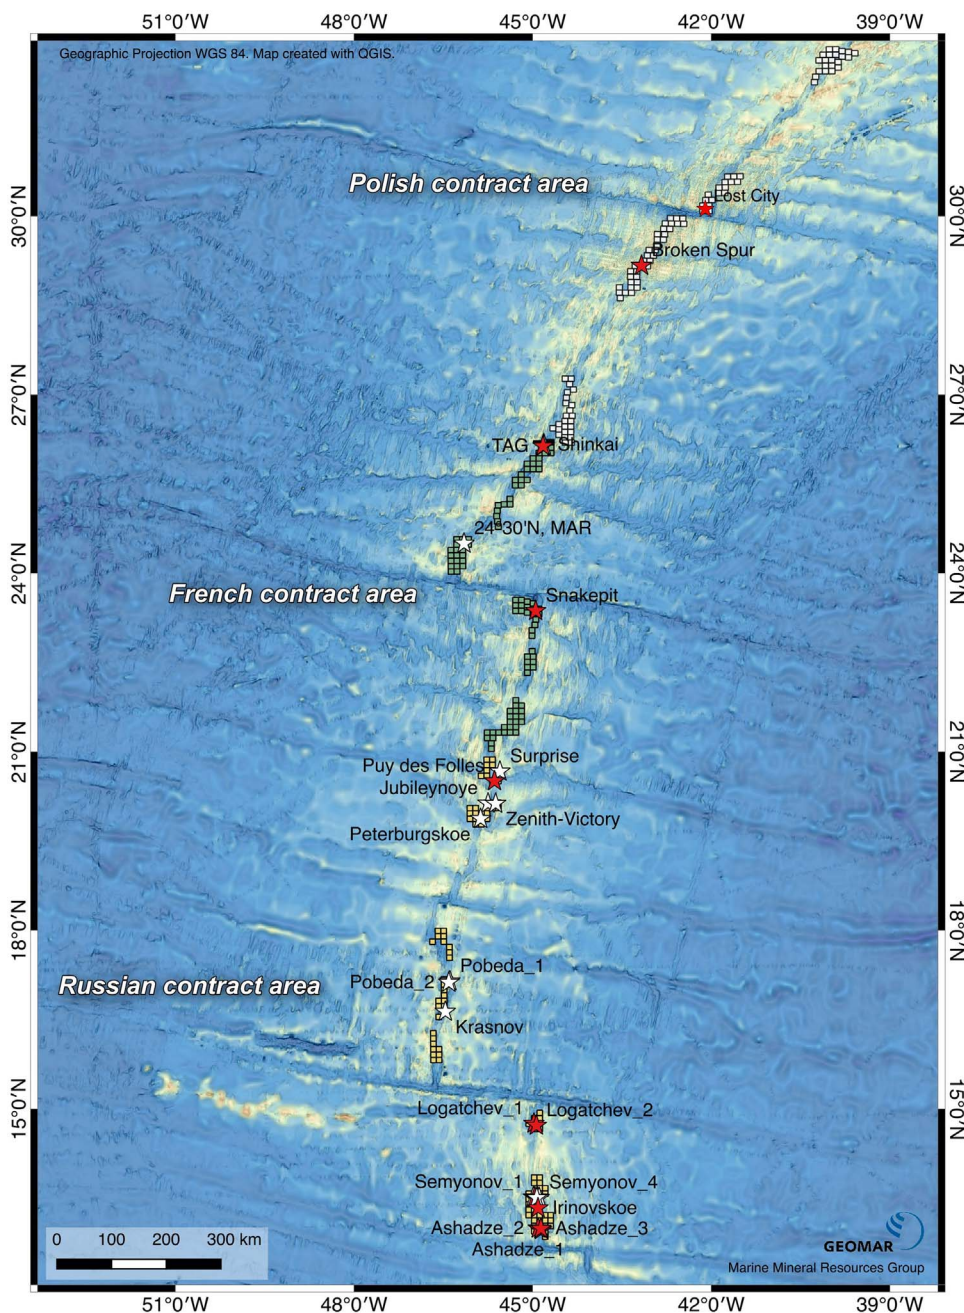 51°0'W 48°0'W 45°0'W 42°0'W 39°0'W
Geographic Projection WGS 84. Map created with QGIS.
Polish contract area
Lost City
30°0'N
30°0'N
Broken Spur
27°0'N
27°0'N
TAG
Shinkai
24°30'N, MAR
24°0'N
24°0'N
French contract area
Snakepit
21°0'N
21°0'N
Surprise
Puy des Folles
Jubileynoye
Zenith-Victory
Peterburgskoe
18°0'N
18°0'N
Pobeda_1
Pobeda_2
Russian contract area
Krasnov
15°0'N
15°0'N
Logatchev_1
Logatchev_2
Semyonov_1
Semyonov_4
Irinovskoe
Ashadze_2
Ashadze_3
Ashadze_1
0 100 200 300 km
GEOMAR
Marine Mineral Resources Group
51°0'W 48°0'W 45°0'W 42°0'W 39°0'W